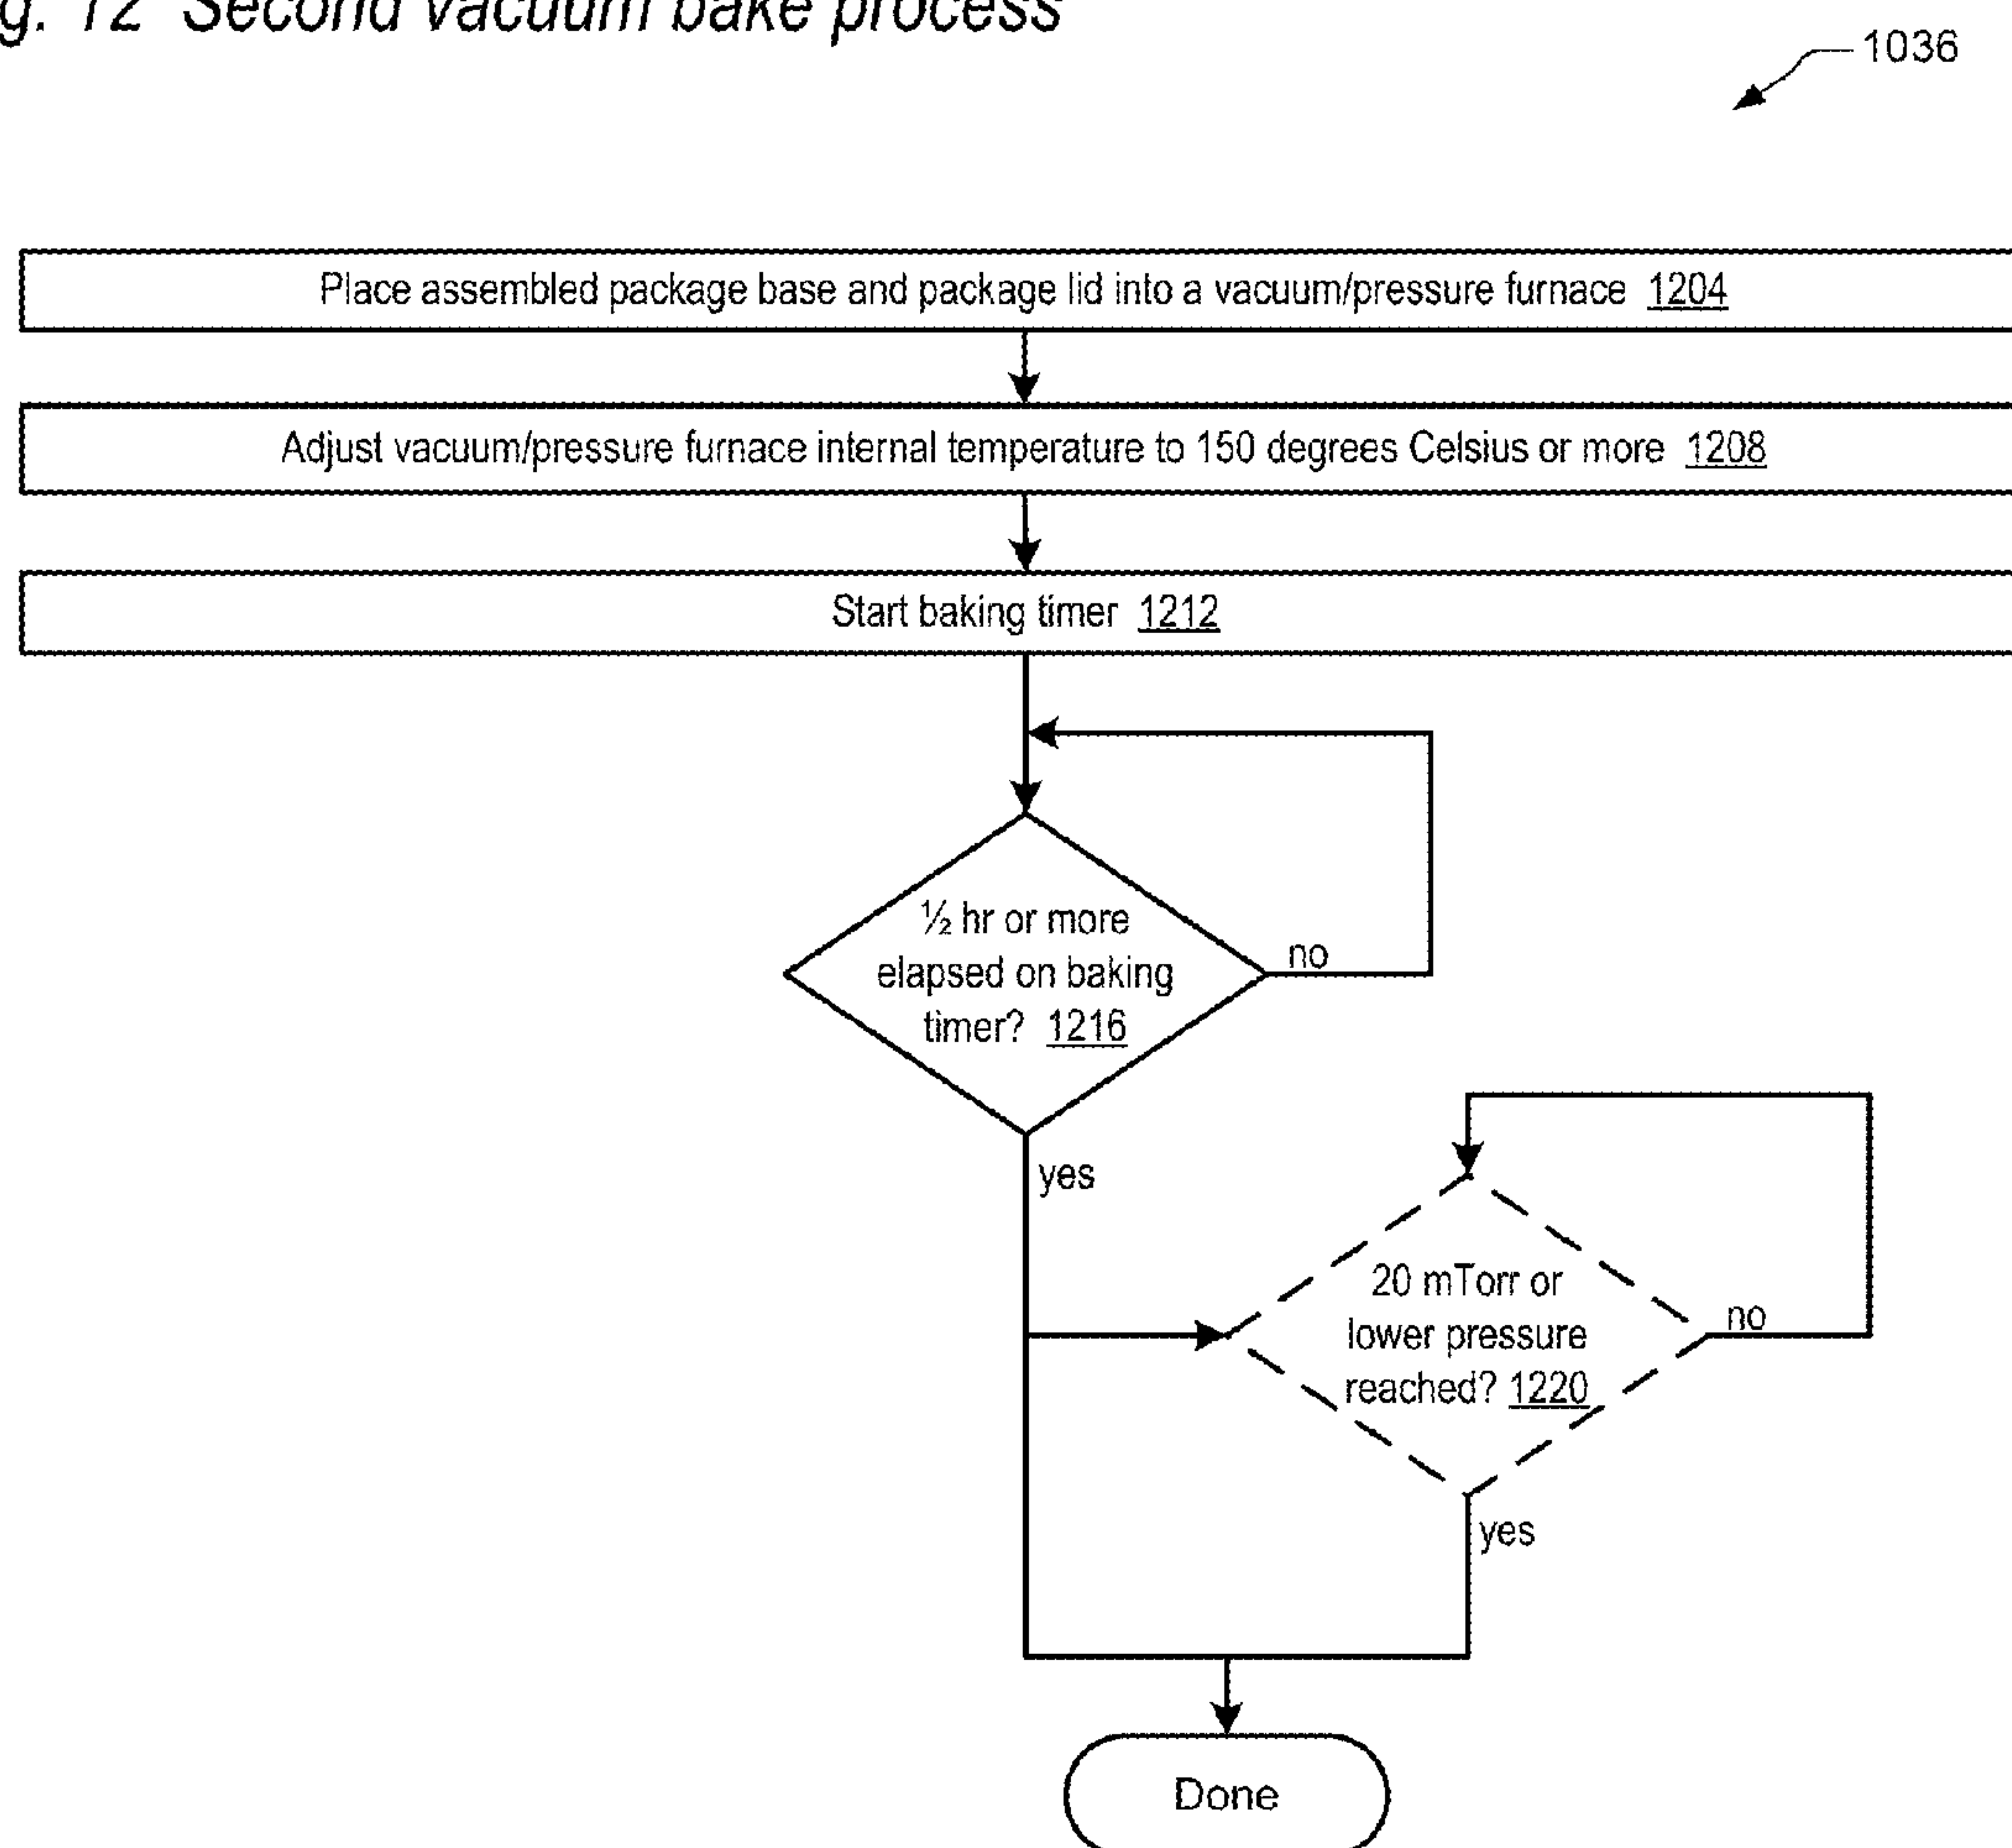 g. 12 Second vacuum bake process
1036
Place assembled package base and package lid into a vacuum/pressure furnace 1204
Adjust vacuum/pressure furnace internal temperature to 150 degrees Celsius or more 1208
Start baking timer 1212
½ hr or more
elapsed on baking
timer? 1216
no
yes
20 mTorr or
lower pressure
reached? 1220
no
yes
Done